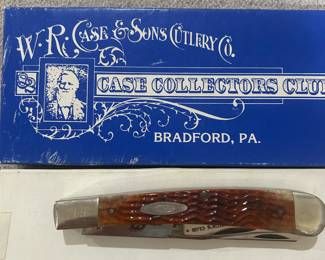 W.R. CASE & SONS CUTLERY CO.
CASE COLLECTORS CLUB
BRADFORD, PA.